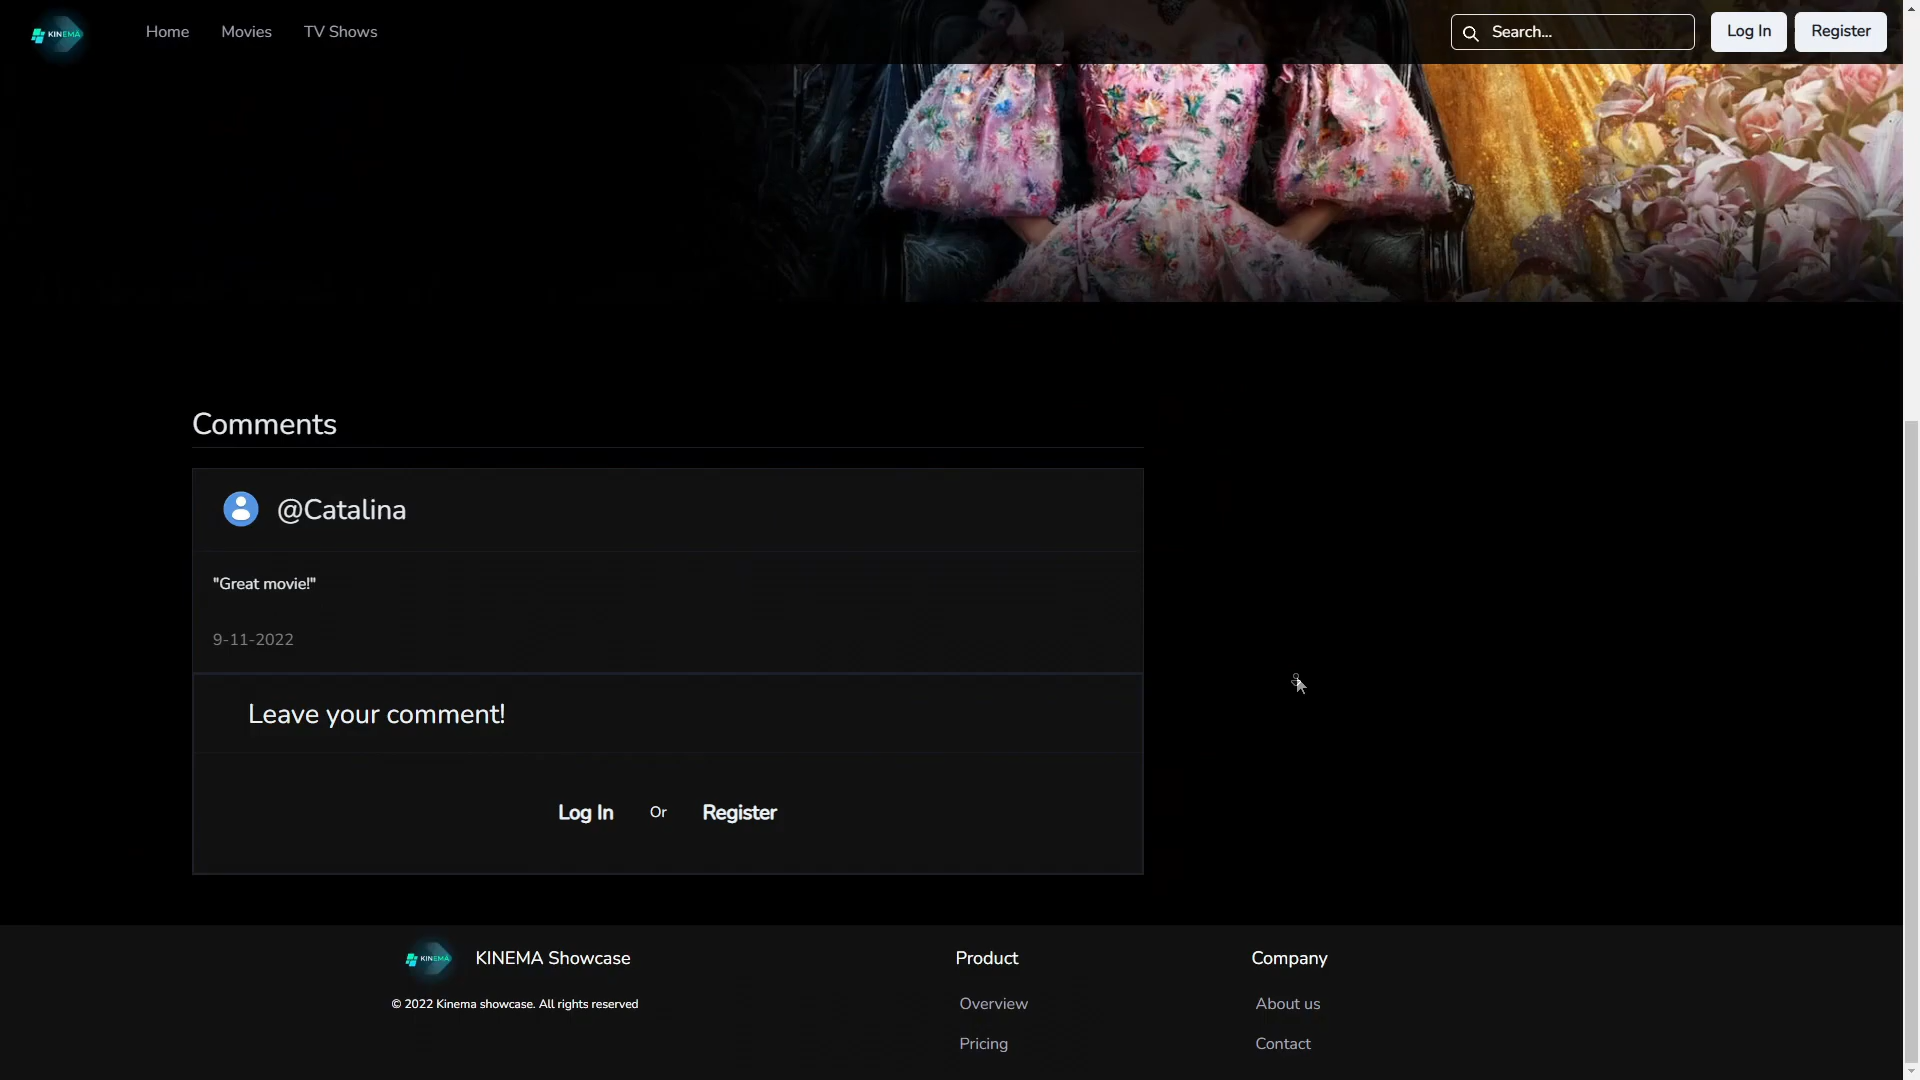 KINEMA
Home
Movies
TV Shows
Search...
Log In
Register
Comments
@Catalina
"Great movie!"
9-11-2022
Leave your comment!
Log In Or Register
KINEMA
KINEMA Showcase
© 2022 Kinema showcase. All rights reserved
Product
Overview
Pricing
Company
About us
Contact